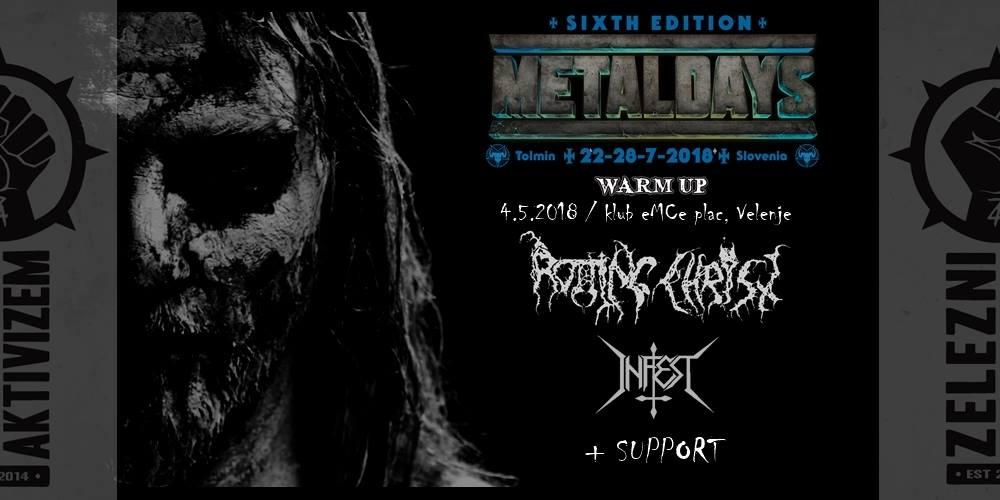 SIXTH EDITION
METALDAYS
Tolmin 22-28-7-2018 Slovenia
WARM UP
4.5.2018 / klub eMCe plac, Velenje
ROTTING CHRIST
INFEST
+ SUPPORT
AKTIVIZEM
2014 •
ŽELEZNI
• EST